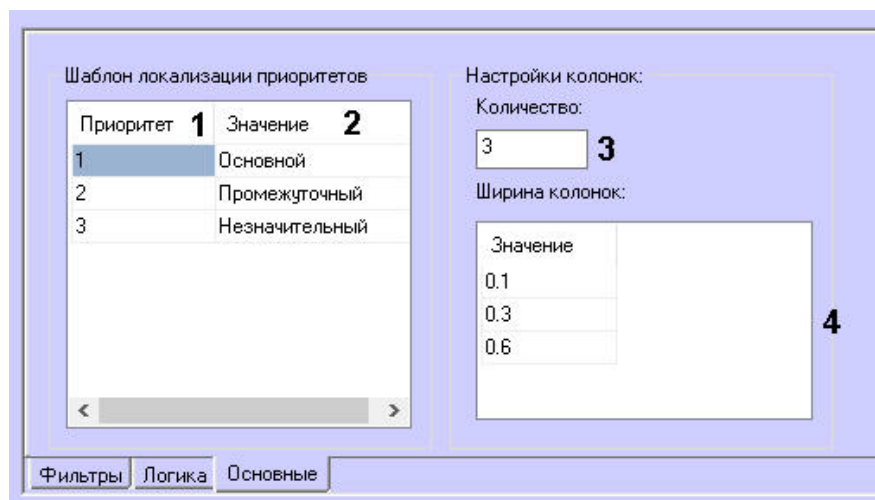 Шаблон локализации приоритетов
Приоритет 1 Значение 2
1 Основной
2 Промежуточный
3 Незначительный
Настройки колонок:
Количество:
3 3
Ширина колонок:
Значение
0.1
0.3
0.6
4
Фильтры Логика Основные